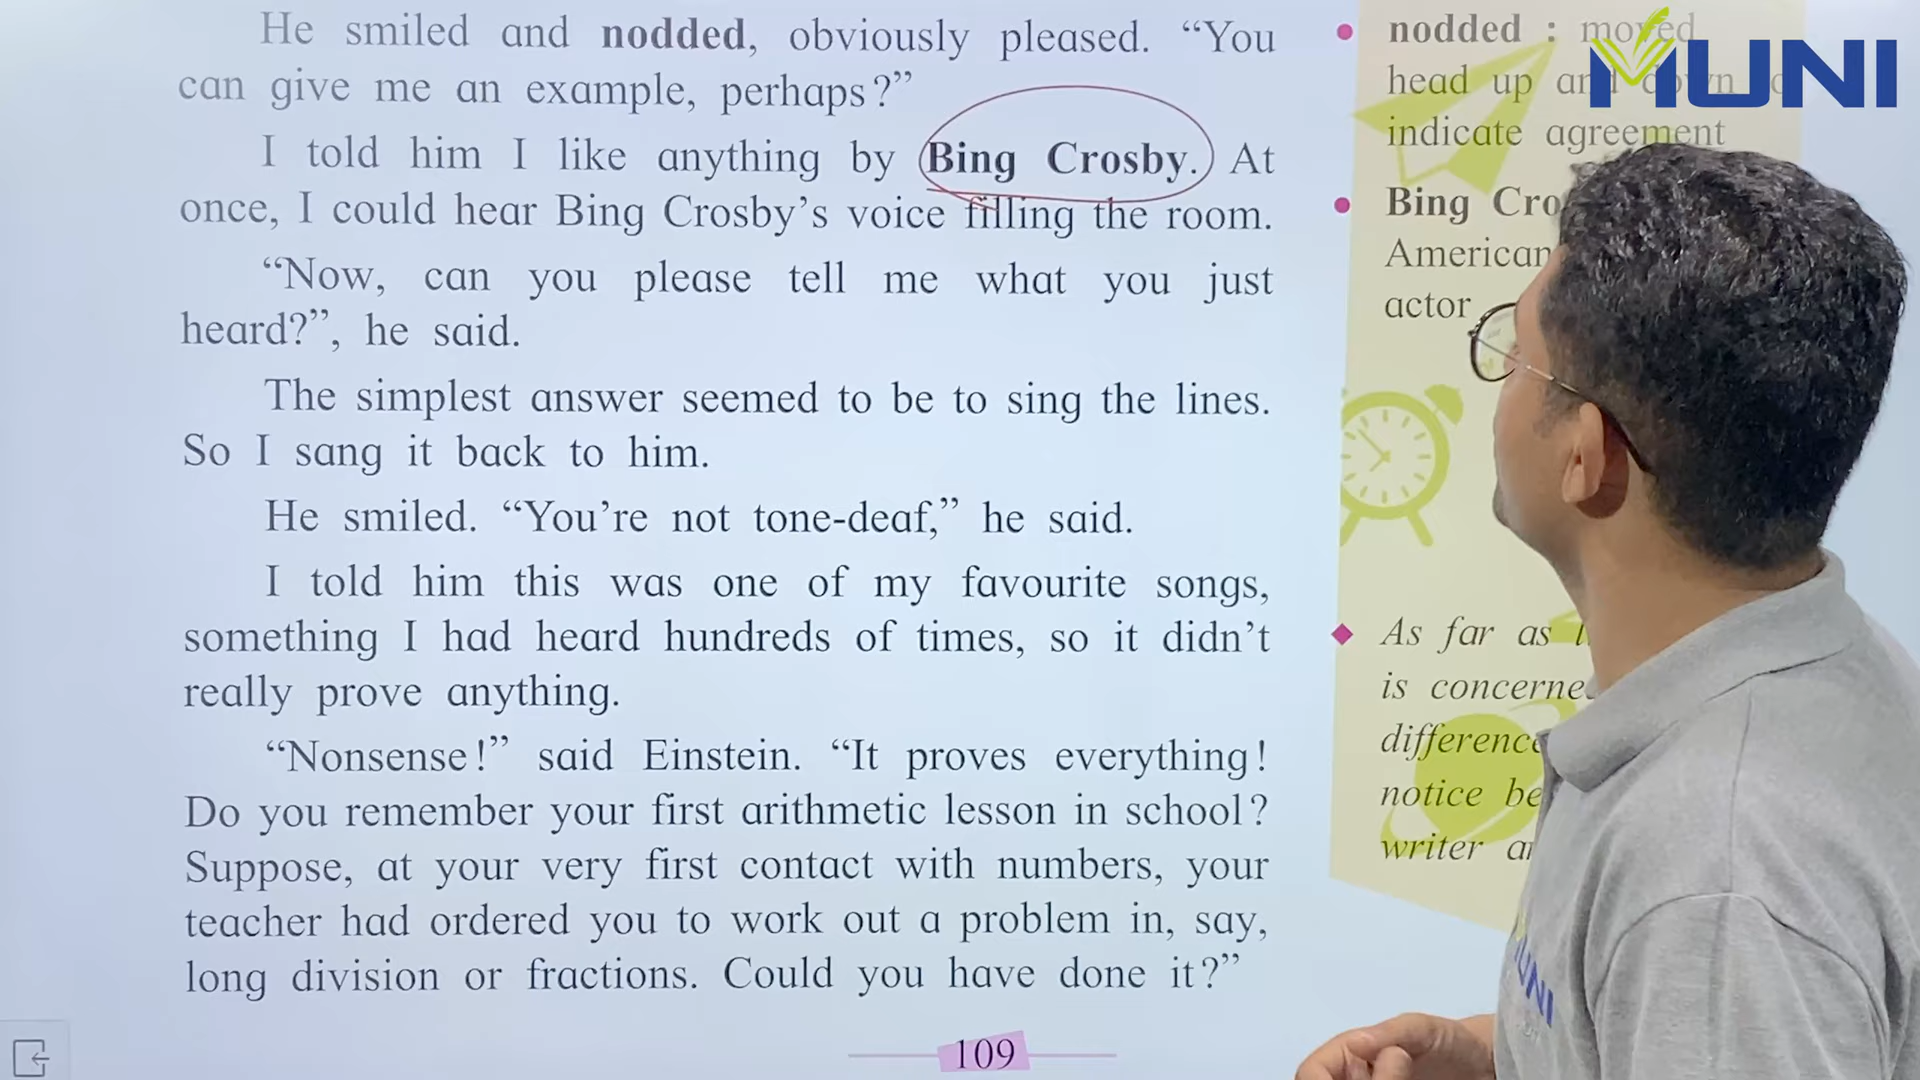 He smiled and nodded, obviously pleased. “You
can give me an example, perhaps?”
I told him I like anything by Bing Crosby. At
once, I could hear Bing Crosby’s voice filling the room.
“Now, can you please tell me what you just
heard?”, he said.
The simplest answer seemed to be to sing the lines.
So I sang it back to him.
He smiled. “You’re not tone-deaf,” he said.
I told him this was one of my favourite songs,
something I had heard hundreds of times, so it didn’t
really prove anything.
“Nonsense!” said Einstein. “It proves everything!
Do you remember your first arithmetic lesson in school?
Suppose, at your very first contact with numbers, your
teacher had ordered you to work out a problem in, say,
long division or fractions. Could you have done it?”
109
nodded : moved
head up and down
indicate agreement
Bing Cro
American
actor
As far as
is concerne
difference
notice be
writer
MUNI
MUNI